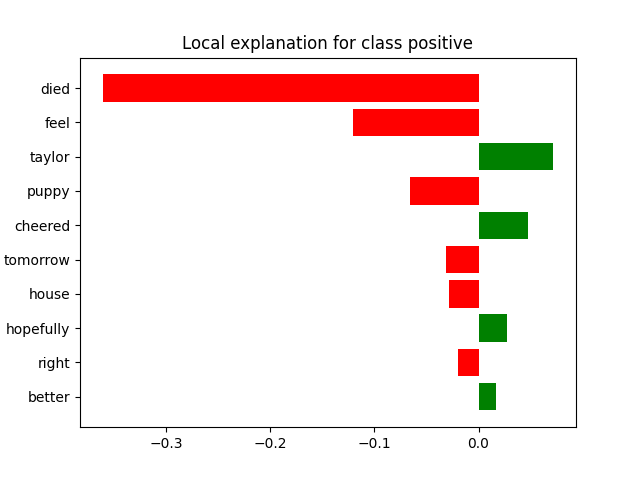 Local explanation for class positive
died
feel
taylor
puppy
cheered
tomorrow
house
hopefully
right
better
−0.3 −0.2 −0.1 0.0